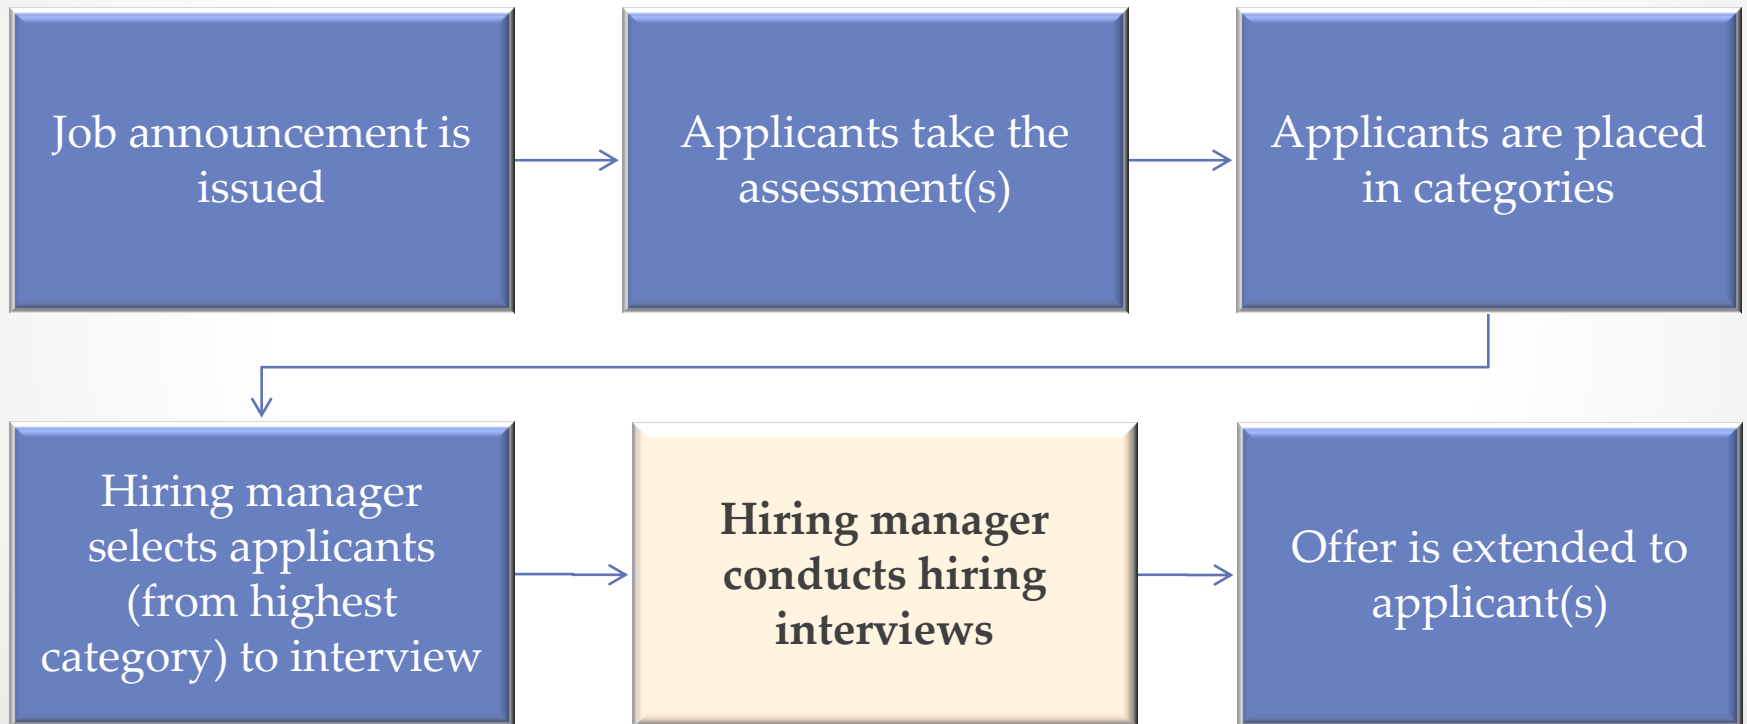 Job announcement is
issued
Applicants take the
assessment(s)
Applicants are placed
in categories
Hiring manager
selects applicants
(from highest
category) to interview
Hiring manager
conducts hiring
interviews
Offer is extended to
applicant(s)